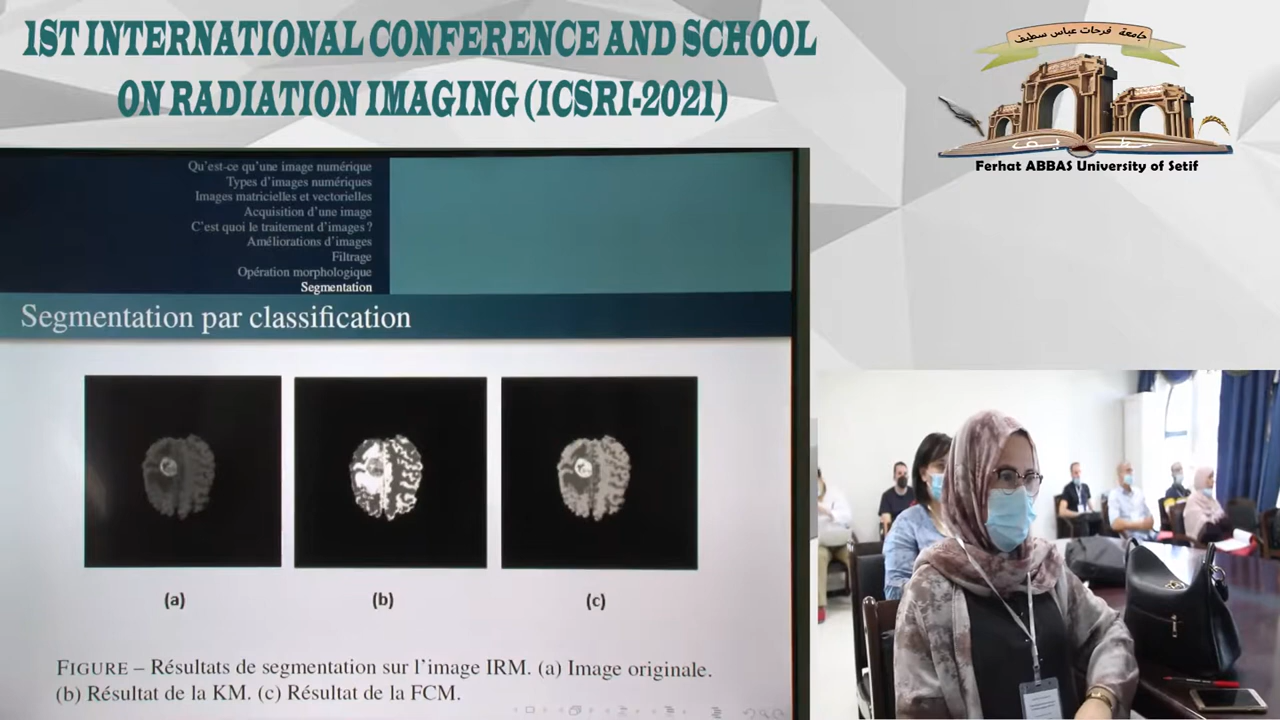 1ST INTERNATIONAL CONFERENCE AND SCHOOL
ON RADIATION IMAGING (ICSRI-2021)
جامعة فرحات عباس سطيف
سطيف
Ferhat ABBAS University of Setif
Qu'est-ce qu'une image numérique
Types d'images numériques
Images matricielles et vectorielles
Acquisition d'une image
C'est quoi le traitement d'images ?
Améliorations d'images
Filtrage
Opération morphologique
Segmentation
Segmentation par classification
(a) (b) (c)
FIGURE – Résultats de segmentation sur l'image IRM. (a) Image originale.
(b) Résultat de la KM. (c) Résultat de la FCM.